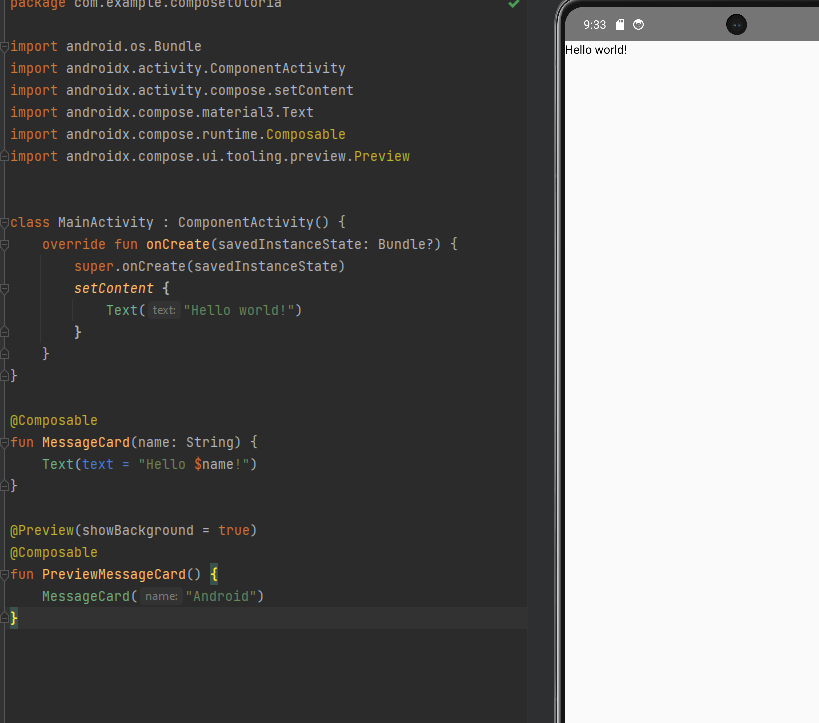 package com.example.composetutoria
import android.os.Bundle
import androidx.activity.ComponentActivity
import androidx.activity.compose.setContent
import androidx.compose.material3.Text
import androidx.compose.runtime.Composable
import androidx.compose.ui.tooling.preview.Preview
class MainActivity : ComponentActivity() {
override fun onCreate(savedInstanceState: Bundle?) {
super.onCreate(savedInstanceState)
setContent {
Text( text: "Hello world!")
}
}
}
@Composable
fun MessageCard(name: String) {
Text(text = "Hello $name!")
}
@Preview(showBackground = true)
@Composable
fun PreviewMessageCard() {
MessageCard( name: "Android")
}
9:33
Hello world!